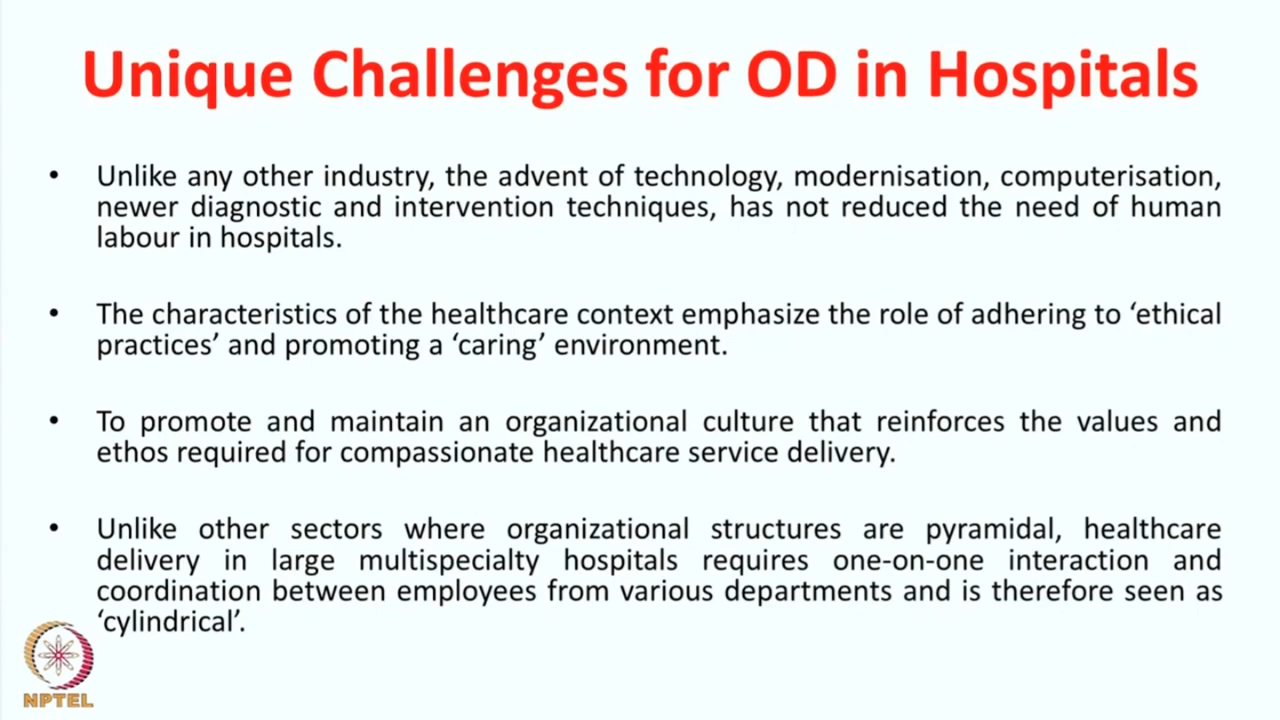 Unique Challenges for OD in Hospitals
• Unlike any other industry, the advent of technology, modernisation, computerisation,
newer diagnostic and intervention techniques, has not reduced the need of human
labour in hospitals.
• The characteristics of the healthcare context emphasize the role of adhering to ‘ethical
practices’ and promoting a ‘caring’ environment.
• To promote and maintain an organizational culture that reinforces the values and
ethos required for compassionate healthcare service delivery.
• Unlike other sectors where organizational structures are pyramidal, healthcare
delivery in large multispecialty hospitals requires one-on-one interaction and
coordination between employees from various departments and is therefore seen as
‘cylindrical’.
NPTEL